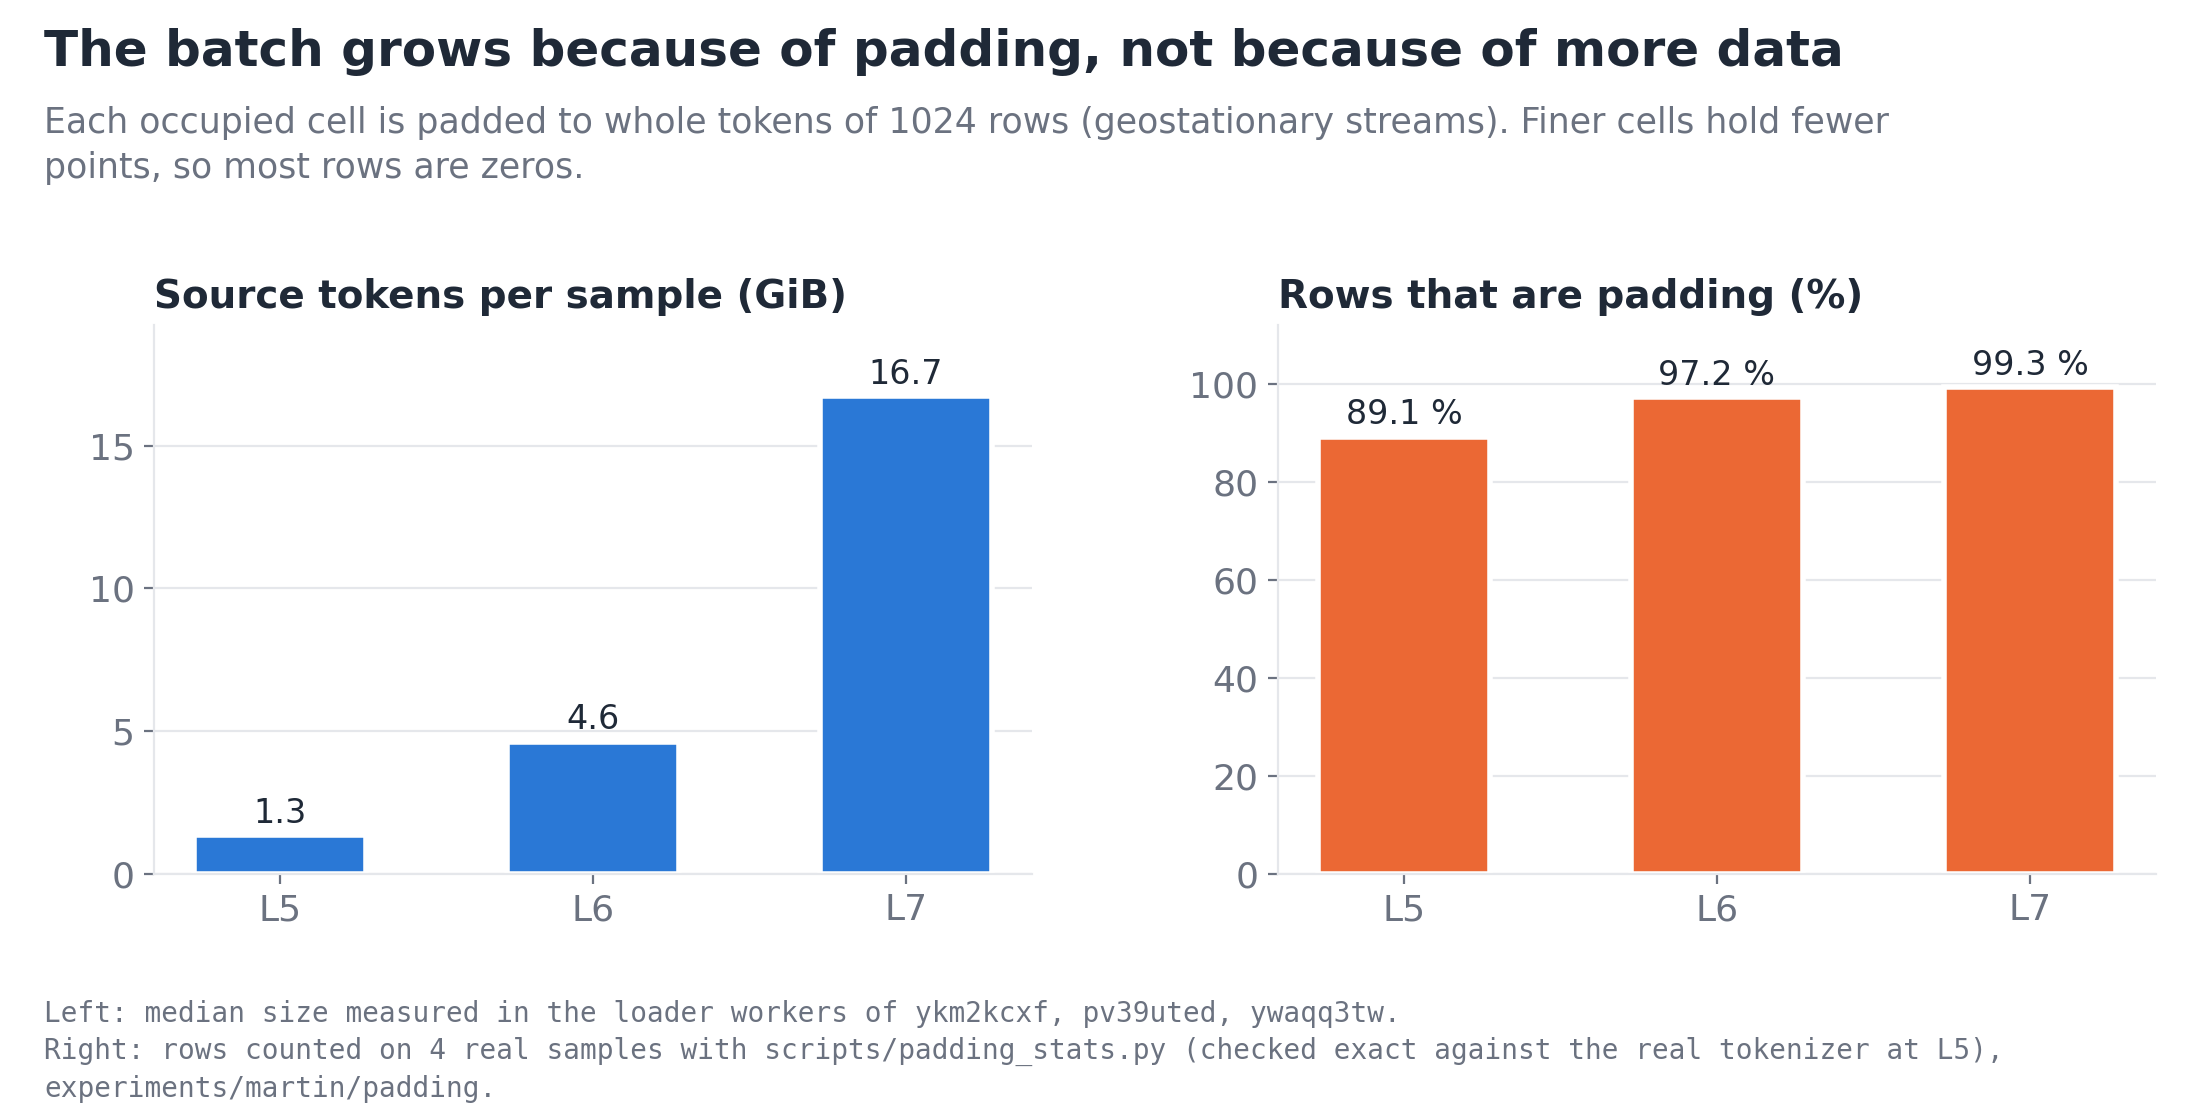 The batch grows because of padding, not because of more data
Each occupied cell is padded to whole tokens of 1024 rows (geostationary streams). Finer cells hold fewer
points, so most rows are zeros.
Source tokens per sample (GiB)
15
10
5
0
1.3
4.6
16.7
L5
L6
L7
Rows that are padding (%)
100
80
60
40
20
0
89.1 %
97.2 %
99.3 %
L5
L6
L7
Left: median size measured in the loader workers of ykm2kcxf, pv39uted, ywaqq3tw.
Right: rows counted on 4 real samples with scripts/padding_stats.py (checked exact against the real tokenizer at L5),
experiments/martin/padding.